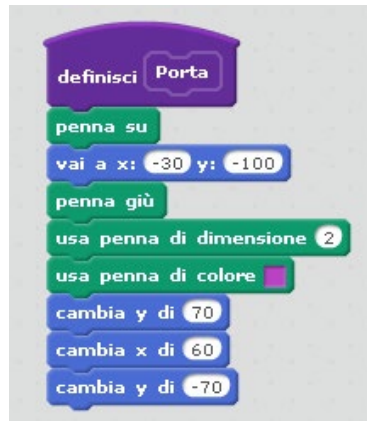 definisci Porta
penna su
vai a x: -30 y: -100
penna giù
usa penna di dimensione 2
usa penna di colore
cambia y di 70
cambia x di 60
cambia y di -70